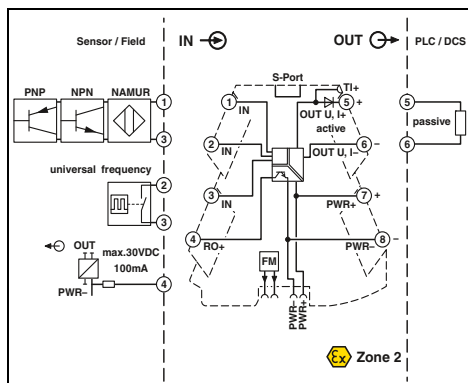 Sensor / Field
IN
OUT
PLC / DCS
PNP
NPN
NAMUR
1
3
universal frequency
2
3
OUT
max.30VDC
100mA
PWR–
4
S-Port
TI+
1
IN
5
+
OUT U, I+
active
2
IN
6
–
OUT U, I–
3
IN
7
+
PWR+
4
RO+
8
–
PWR–
FM
PWR–
PWR+
5
passive
6
Ex
Zone 2